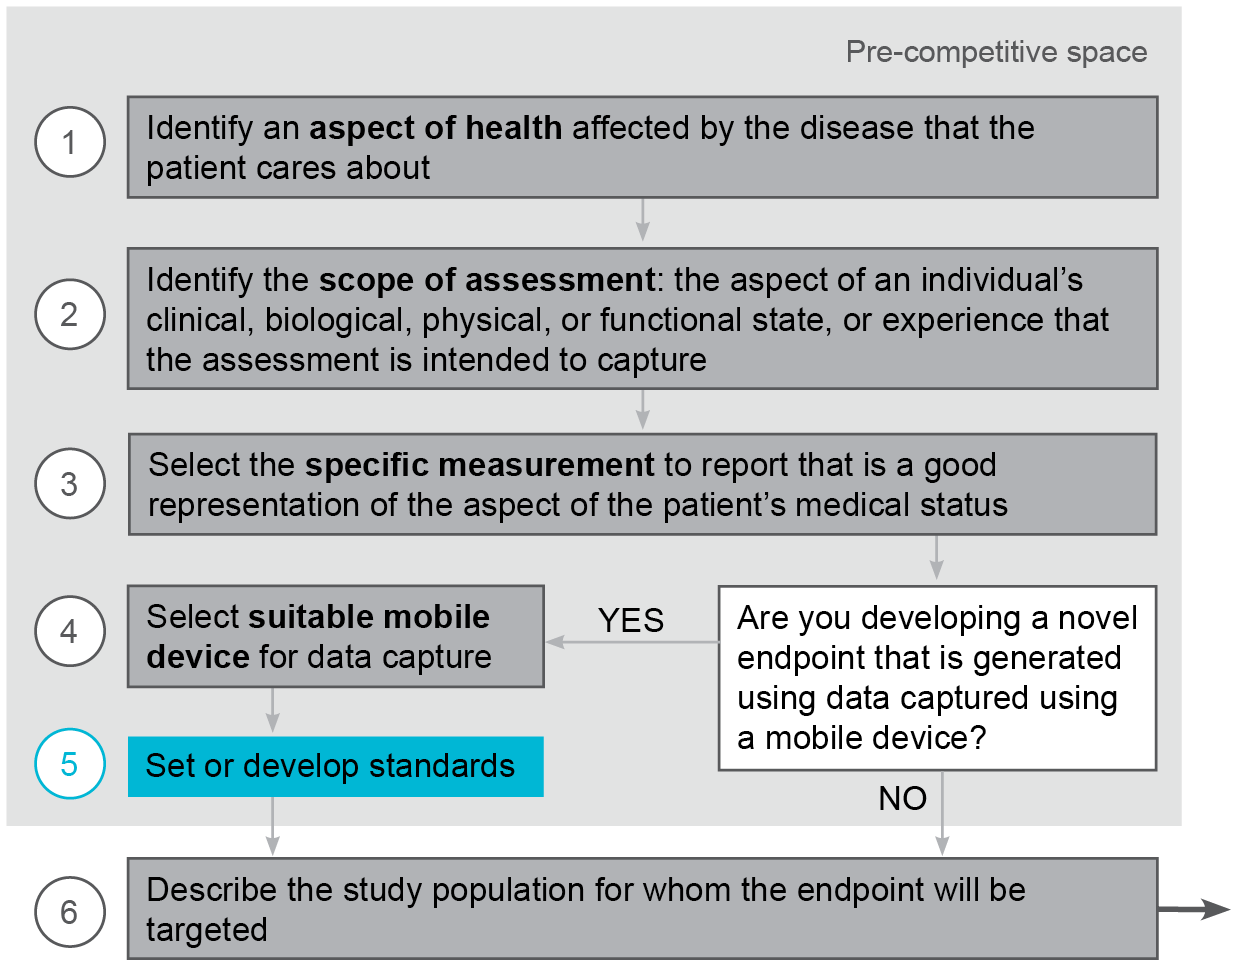 Pre-competitive space
1
Identify an aspect of health affected by the disease that the
patient cares about
2
Identify the scope of assessment: the aspect of an individual’s
clinical, biological, physical, or functional state, or experience that
the assessment is intended to capture
3
Select the specific measurement to report that is a good
representation of the aspect of the patient’s medical status
4
Select suitable mobile
device for data capture
YES
Are you developing a novel
endpoint that is generated
using data captured using
a mobile device?
5
Set or develop standards
NO
6
Describe the study population for whom the endpoint will be
targeted